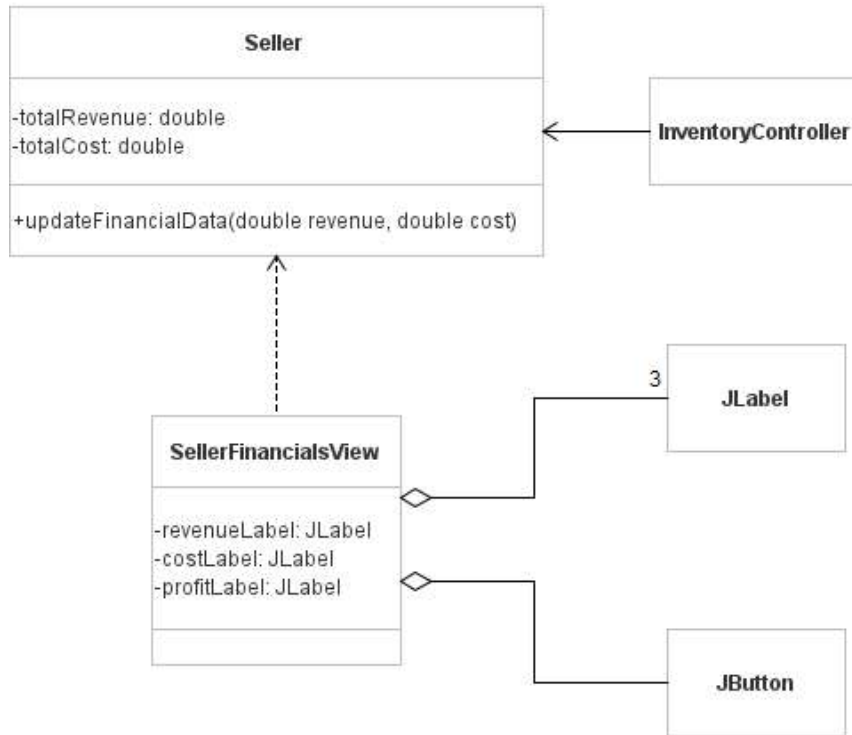 Seller
-totalRevenue: double
-totalCost: double
+updateFinancialData(double revenue, double cost)
InventoryController
3
JLabel
SellerFinancialsView
-revenueLabel: JLabel
-costLabel: JLabel
-profitLabel: JLabel
JButton